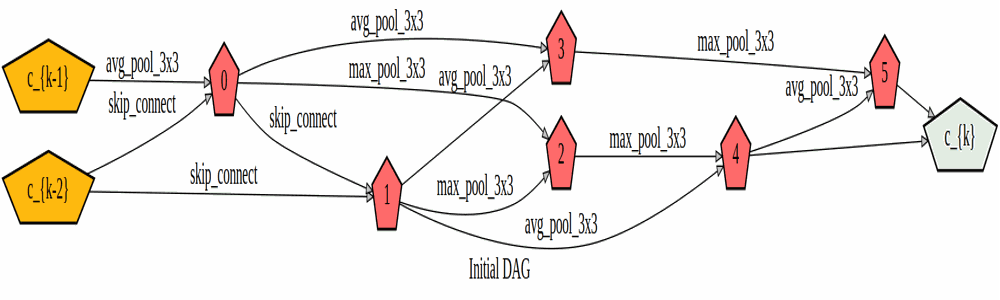 avg_pool_3x3
avg_pool_3x3
max_pool_3x3
c_{k-1}
0
max_pool_3x3
avg_pool_3x3
3
5
skip_connect
avg_pool_3x3
skip_connect
c_{k}
max_pool_3x3
2
4
c_{k-2}
skip_connect
max_pool_3x3
1
avg_pool_3x3
Initial DAG